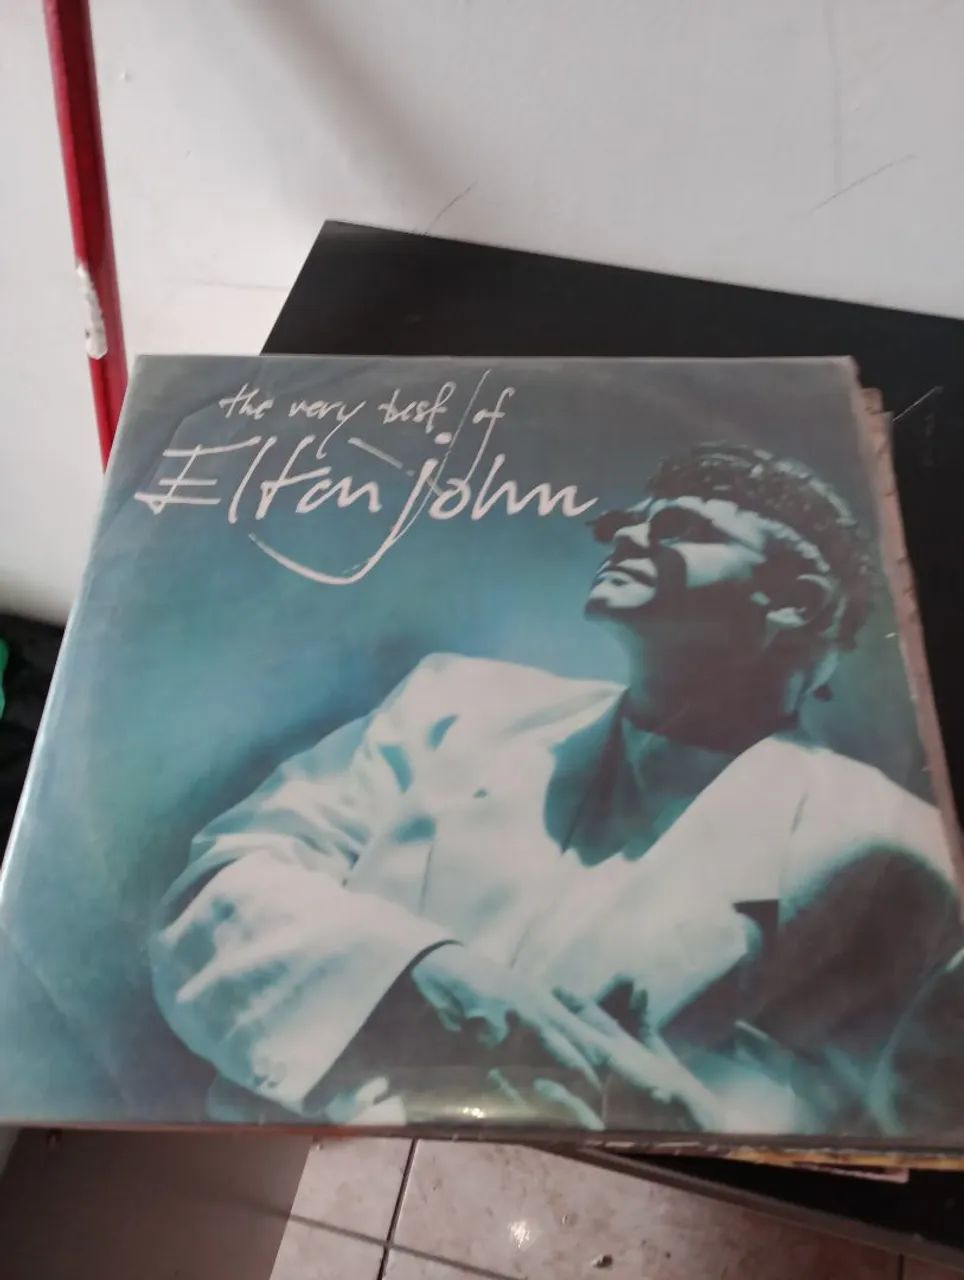 the very best of
Elton john